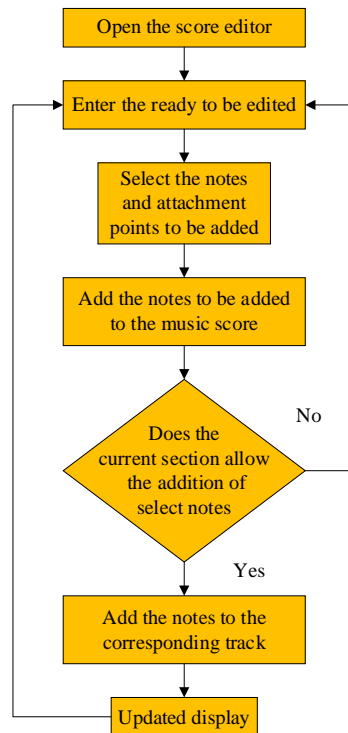 Open the score editor
Enter the ready to be edited
Select the notes
and attachment
points to be added
Add the notes to be added
to the music score
Does the
current section allow
the addition of
select notes
No
Yes
Add the notes to the
corresponding track
Updated display